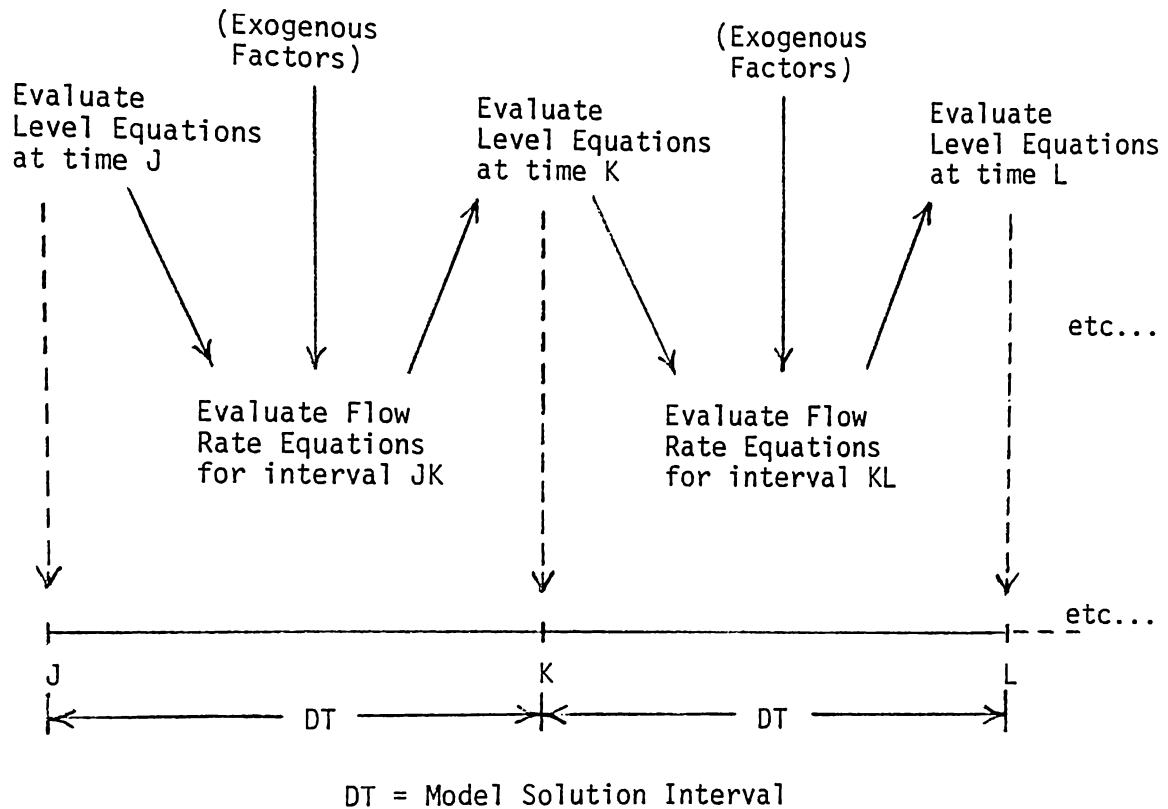 (Exogenous
Factors)
(Exogenous
Factors)
Evaluate
Level Equations
at time J
Evaluate
Level Equations
at time K
Evaluate
Level Equations
at time L
etc...
Evaluate Flow
Rate Equations
for interval JK
Evaluate Flow
Rate Equations
for interval KL
etc...
J
K
L
DT
DT
DT = Model Solution Interval